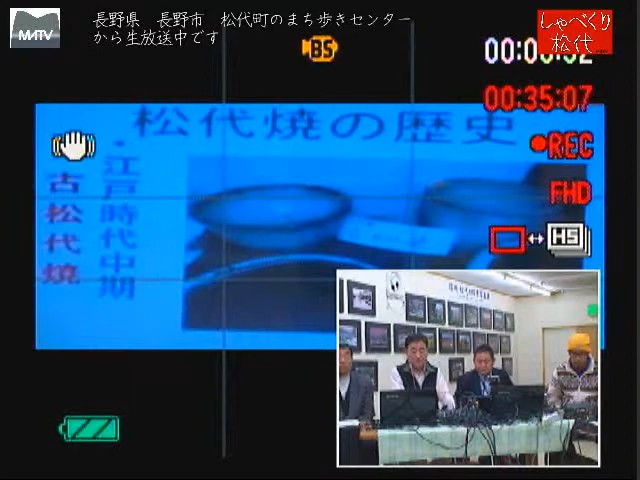 MATV
長野県 長野市 松代町のまち歩きセンター
から生放送中です
BS
しゃべくり
松代
00:35:07
REC
FHD
HS
松代焼の歴史
・江戸時代中期
古松代焼